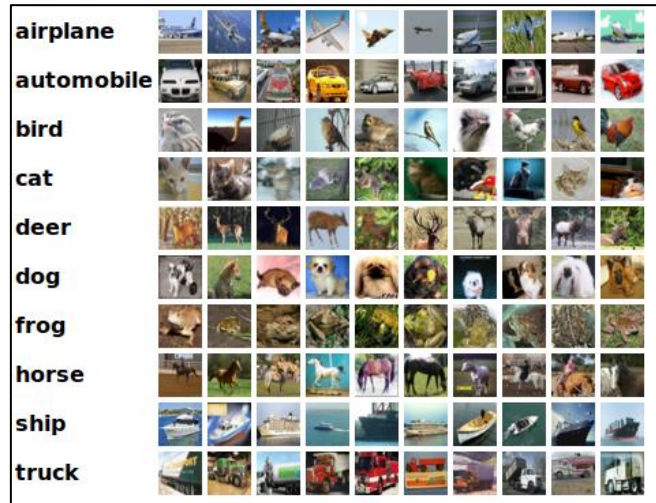 airplane
automobile
bird
cat
deer
dog
frog
horse
ship
truck